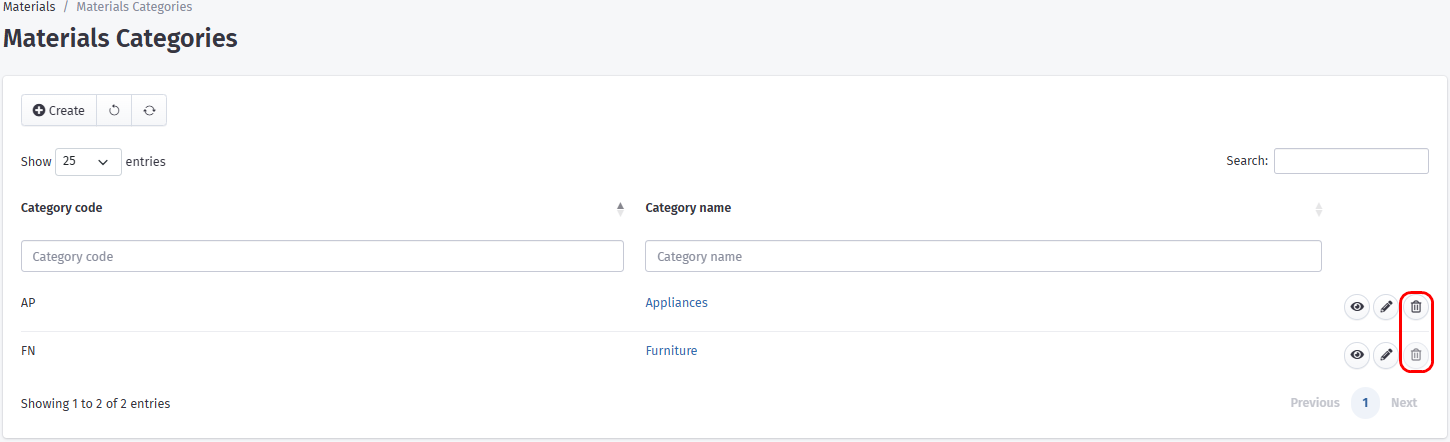 Materials / Materials Categories
Materials Categories
Create
Show 25 entries Search:
Category code Category name
Category code Category name
AP Appliances
FN Furniture
Showing 1 to 2 of 2 entries Previous 1 Next